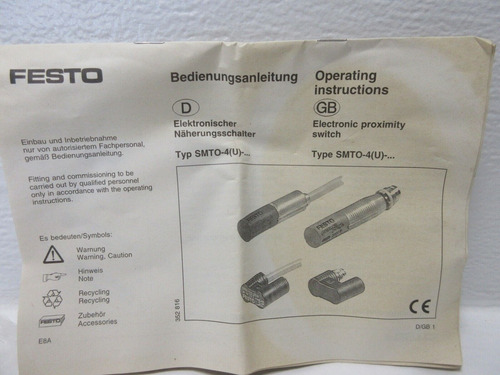 FESTO
Bedienungsanleitung
Operating
instructions
D
GB
Elektronischer
Näherungsschalter
Electronic proximity
switch
Typ SMTO-4(U)-...
Type SMTO-4(U)-...
Einbau und Inbetriebnahme
nur von autorisiertem Fachpersonal,
gemäß Bedienungsanleitung.
Fitting and commissioning to be
carried out by qualified personnel
only in accordance with the operating
instructions.
Es bedeuten/Symbols:
Warnung
Warning, Caution
Hinweis
Note
Recycling
Recycling
FESTO
Zubehör
Accessories
E8A
FESTO
FESTO
352 816
CE
D/GB 1